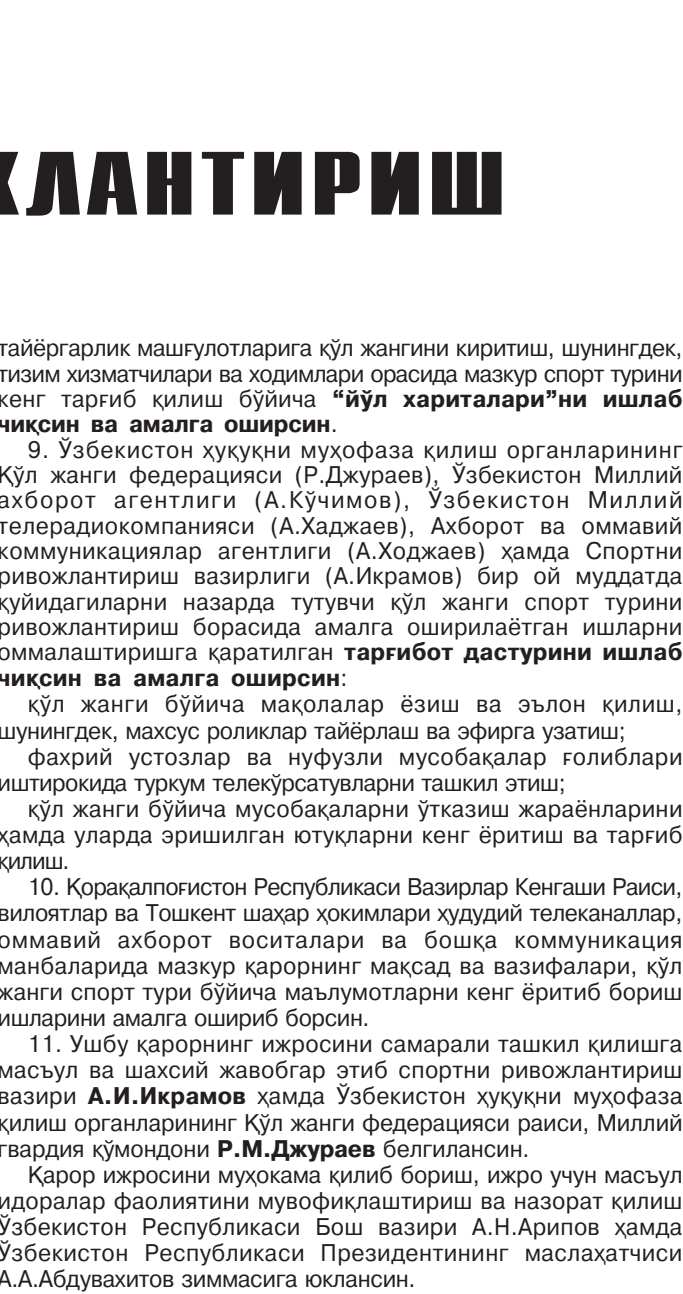 ЖЛАНТИРИШ
тайёргарлик машғулотларига қўл жангини киритиш, шунингдек,
тизим хизматчилари ва ходимлари орасида мазкур спорт турини
кенг тарғиб қилиш бўйича “йўл хариталари”ни ишлаб
чиқсин ва амалга оширсин.
9. Ўзбекистон ҳуқуқни муҳофаза қилиш органларининг
Қўл жанги федерацияси (Р.Джураев), Ўзбекистон Миллий
ахборот агентлиги (А.Кўчимов), Ўзбекистон Миллий
телерадиокомпанияси (А.Хаджаев), Ахборот ва оммавий
коммуникациялар агентлиги (А.Ходжаев) ҳамда Спортни
ривожлантириш вазирлиги (А.Икрамов) бир ой муддатда
қуйидагиларни назарда тутувчи қўл жанги спорт турини
ривожлантириш борасида амалга оширилаётган ишларни
оммалаштиришга қаратилган тарғибот дастурини ишлаб
чиқсин ва амалга оширсин:
қўл жанги бўйича мақолалар ёзиш ва эълон қилиш,
шунингдек, махсус роликлар тайёрлаш ва эфирга узатиш;
фахрий устозлар ва нуфузли мусобақалар ғолиблари
иштирокида туркум телекўрсатувларни ташкил этиш;
қўл жанги бўйича мусобақаларни ўтказиш жараёнларини
ҳамда уларда эришилган ютуқларни кенг ёритиш ва тарғиб
қилиш.
10. Қорақалпоғистон Республикаси Вазирлар Кенгаши Раиси,
вилоятлар ва Тошкент шаҳар ҳокимлари ҳудудий телеканаллар,
оммавий ахборот воситалари ва бошқа коммуникация
манбаларида мазкур қарорнинг мақсад ва вазифалари, қўл
жанги спорт тури бўйича маълумотларни кенг ёритиб бориш
ишларини амалга ошириб борсин.
11. Ушбу қарорнинг ижросини самарали ташкил қилишга
масъул ва шахсий жавобгар этиб спортни ривожлантириш
вазири А.И.Икрамов ҳамда Ўзбекистон ҳуқуқни муҳофаза
қилиш органларининг Қўл жанги федерацияси раиси, Миллий
гвардия қўмондони Р.М.Джураев белгилансин.
Қарор ижросини муҳокама қилиб бориш, ижро учун масъул
идоралар фаолиятини мувофиқлаштириш ва назорат қилиш
Ўзбекистон Республикаси Бош вазири А.Н.Арипов ҳамда
Ўзбекистон Республикаси Президентининг маслаҳатчиси
А.А.Абдувахитов зиммасига юклансин.